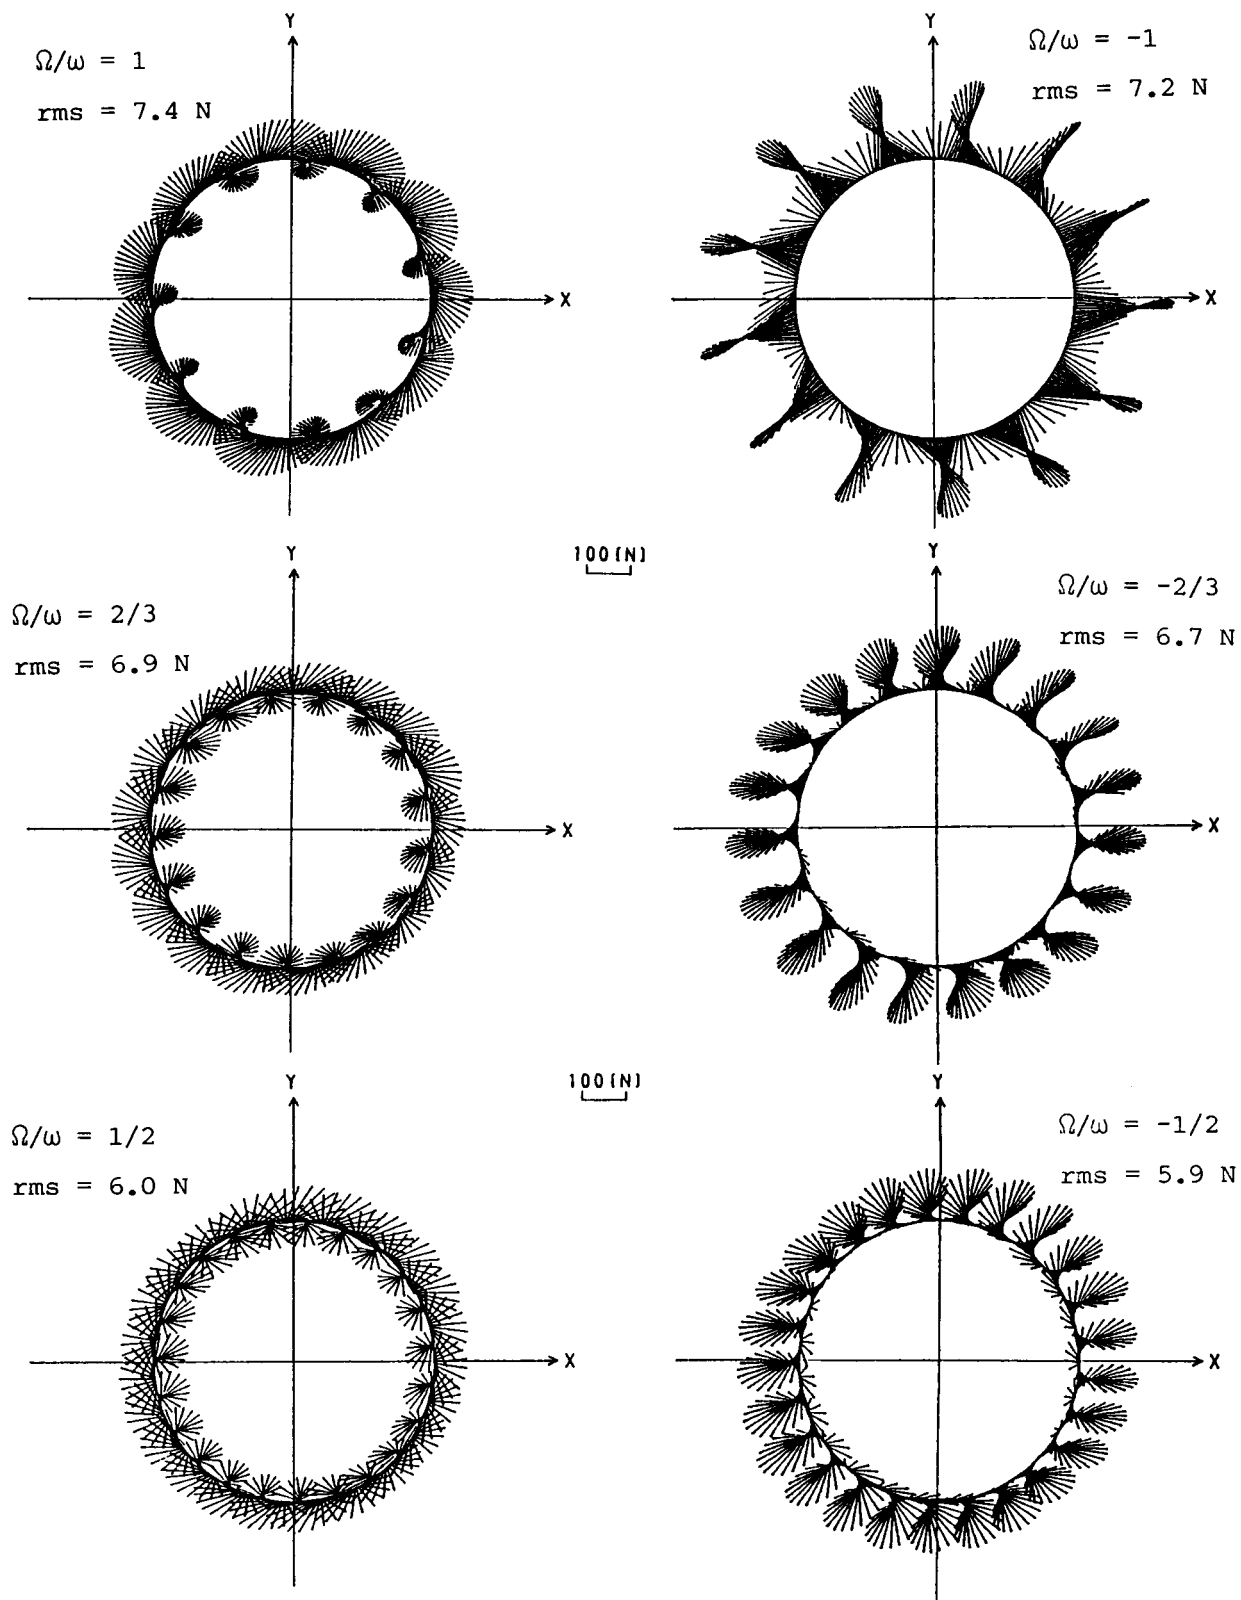 Y
Ω/ω = 1
rms = 7.4 N
X
Y
Ω/ω = -1
rms = 7.2 N
X
100 (N)
Y
Ω/ω = 2/3
rms = 6.9 N
X
Y
Ω/ω = -2/3
rms = 6.7 N
X
100 (N)
Y
Ω/ω = 1/2
rms = 6.0 N
X
Y
Ω/ω = -1/2
rms = 5.9 N
X